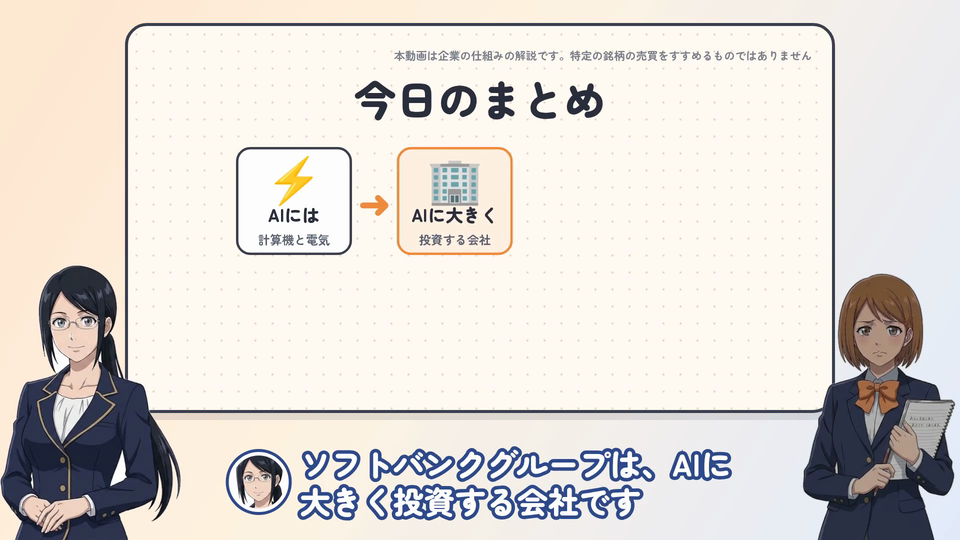 本動画は企業の仕組みの解説です。特定の銘柄の売買をすすめるものではありません
今日のまとめ
AIには
計算機と電気
AIに大きく
投資する会社
ソフトバンクグループは、AIに
大きく投資する会社です